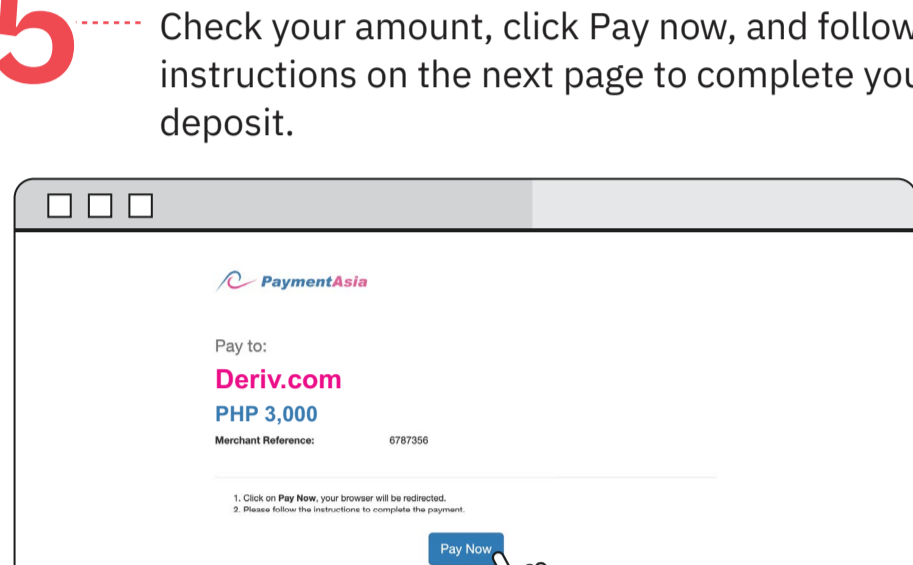 5
Check your amount, click Pay now, and follow
instructions on the next page to complete you
deposit.
PaymentAsia
Pay to:
Deriv.com
PHP 3,000
Merchant Reference: 6787356
1. Click on Pay Now, your browser will be redirected.
2. Please follow the instructions to complete the payment.
Pay Now